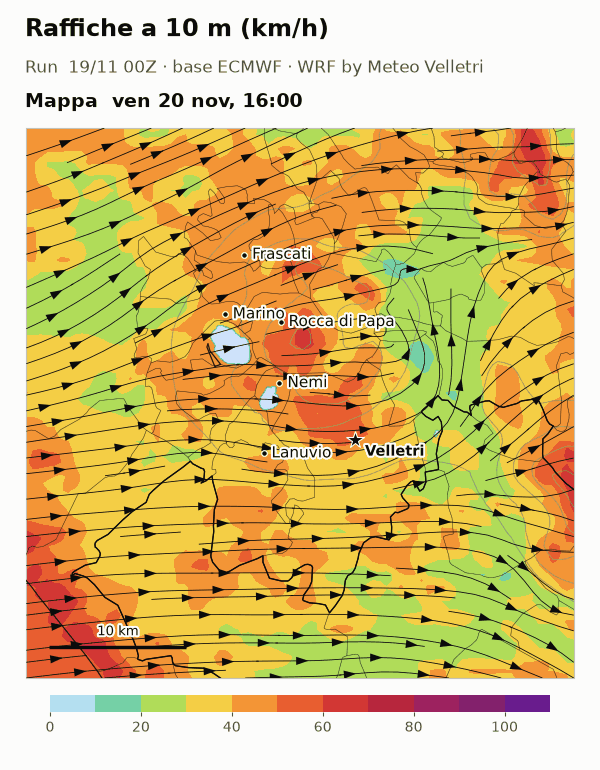 Raffiche a 10 m (km/h)
Run 19/11 00Z · base ECMWF · WRF by Meteo Velletri
Mappa ven 20 nov, 16:00
Frascati
Marino
Rocca di Papa
Nemi
Velletri
Lanuvio
10 km
0 20 40 60 80 100